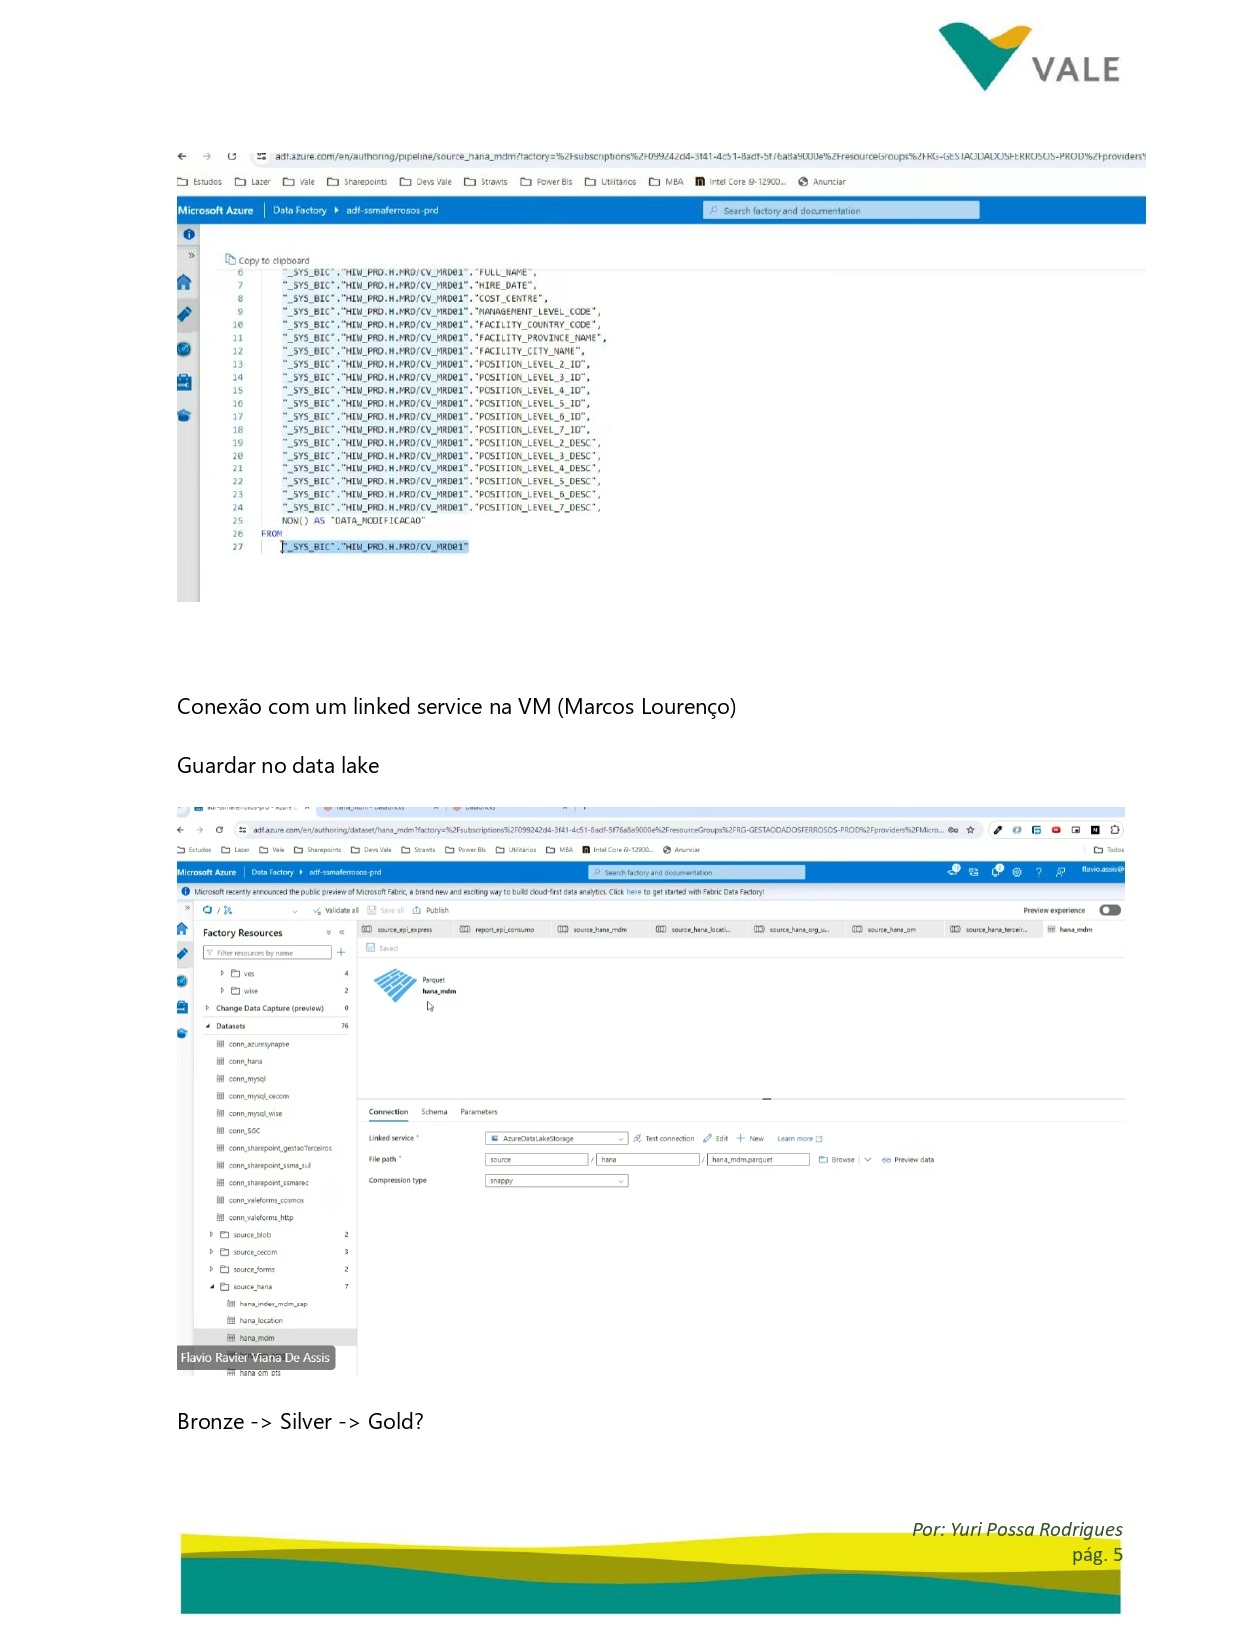 VALE
adf.azure.com/en/authoring/pipeline/source_hana_mdm?factory=%2Fsubscriptions%2F099242d4-3f41-4c51-8adf-5f76a8a9000e%2FresourceGroups%2FRG-GESTAODADOSFERROSOS-PROD%2Fproviders%
Estudos Lazer Vale Sharepoints Devs Vale Strawts Power BIs Utilitários MBA Intel Core i9-12900... Anunciar
Microsoft Azure | Data Factory ▸ adf-ssmaferrosos-prd Search factory and documentation
Copy to clipboard
6 "_SYS_BIC"."HIW_PRD.H.MRD/CV_MRD01"."FULL_NAME",
7 "_SYS_BIC"."HIW_PRD.H.MRD/CV_MRD01"."HIRE_DATE",
8 "_SYS_BIC"."HIW_PRD.H.MRD/CV_MRD01"."COST_CENTRE",
9 "_SYS_BIC"."HIW_PRD.H.MRD/CV_MRD01"."MANAGEMENT_LEVEL_CODE",
10 "_SYS_BIC"."HIW_PRD.H.MRD/CV_MRD01"."FACILITY_COUNTRY_CODE",
11 "_SYS_BIC"."HIW_PRD.H.MRD/CV_MRD01"."FACILITY_PROVINCE_NAME",
12 "_SYS_BIC"."HIW_PRD.H.MRD/CV_MRD01"."FACILITY_CITY_NAME",
13 "_SYS_BIC"."HIW_PRD.H.MRD/CV_MRD01"."POSITION_LEVEL_2_ID",
14 "_SYS_BIC"."HIW_PRD.H.MRD/CV_MRD01"."POSITION_LEVEL_3_ID",
15 "_SYS_BIC"."HIW_PRD.H.MRD/CV_MRD01"."POSITION_LEVEL_4_ID",
16 "_SYS_BIC"."HIW_PRD.H.MRD/CV_MRD01"."POSITION_LEVEL_5_ID",
17 "_SYS_BIC"."HIW_PRD.H.MRD/CV_MRD01"."POSITION_LEVEL_6_ID",
18 "_SYS_BIC"."HIW_PRD.H.MRD/CV_MRD01"."POSITION_LEVEL_7_ID",
19 "_SYS_BIC"."HIW_PRD.H.MRD/CV_MRD01"."POSITION_LEVEL_2_DESC",
20 "_SYS_BIC"."HIW_PRD.H.MRD/CV_MRD01"."POSITION_LEVEL_3_DESC",
21 "_SYS_BIC"."HIW_PRD.H.MRD/CV_MRD01"."POSITION_LEVEL_4_DESC",
22 "_SYS_BIC"."HIW_PRD.H.MRD/CV_MRD01"."POSITION_LEVEL_5_DESC",
23 "_SYS_BIC"."HIW_PRD.H.MRD/CV_MRD01"."POSITION_LEVEL_6_DESC",
24 "_SYS_BIC"."HIW_PRD.H.MRD/CV_MRD01"."POSITION_LEVEL_7_DESC",
25 NOW() AS "DATA_MODIFICACAO"
26 FROM
27 "_SYS_BIC"."HIW_PRD.H.MRD/CV_MRD01"
Conexão com um linked service na VM (Marcos Lourenço)
Guardar no data lake
adf.azure.com/en/authoring/dataset/hana_mdm?factory=%2Fsubscriptions%2F099242d4-3f41-4c51-8adf-5f76a8a9000e%2FresourceGroups%2FRG-GESTAODADOSFERROSOS-PROD%2Fproviders%2FMicro...
Estudos Lazer Vale Sharepoints Devs Vale Strawts Power BIs Utilitários MBA Intel Core i9-12900... Anunciar Todos
Microsoft Azure | Data Factory ▸ adf-ssmaferrosos-prd Search factory and documentation flavio.assis@
Microsoft recently announced the public preview of Microsoft Fabric, a brand new and exciting way to build cloud-first data analytics. Click here to get started with Fabric Data Factory!
Validate all Save all Publish Preview experience
Factory Resources
source_epi_express report_epi_consumo source_hana_mdm source_hana_locati... source_hana_org_u... source_hana_om source_hana_terceir... hana_mdm
Filter resources by name
Saved
ves 4
wise 2
Parquet
hana_mdm
Change Data Capture (preview) 0
Datasets 76
conn_azuresynapse
conn_hana
conn_mysql
conn_mysql_cecom
conn_mysql_wise
conn_SGC
conn_sharepoint_gestaoTerceiros
conn_sharepoint_ssma_sul
conn_sharepoint_ssmarec
conn_valeforms_cosmos
conn_valeforms_http
source_blob 2
source_cecom 3
source_forms 2
source_hana 7
hana_index_mdm_sap
hana_location
hana_mdm
hana_om_pts
Connection Schema Parameters
Linked service * AzureDataLakeStorage Test connection Edit New Learn more
File path * source / hana / hana_mdm.parquet Browse Preview data
Compression type snappy
Flavio Ravier Viana De Assis
Bronze -> Silver -> Gold?
Por: Yuri Possa Rodrigues
pág. 5